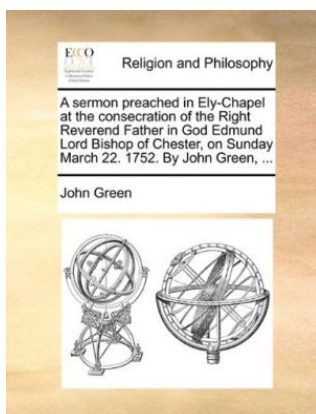 ECCO
Religion and Philosophy
A sermon preached in Ely-Chapel
at the consecration of the Right
Reverend Father in God Edmund
Lord Bishop of Chester, on Sunday
March 22. 1752. By John Green, ...
John Green